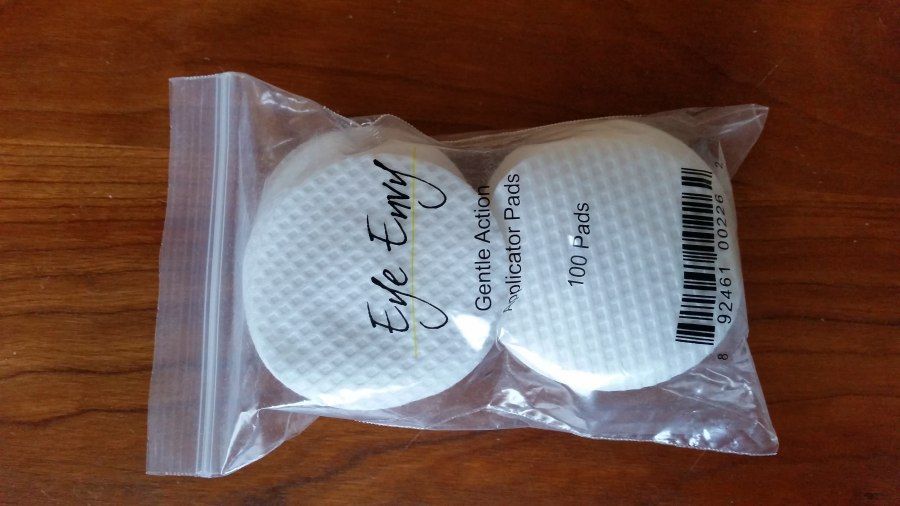 Eye Envy
Gentle Action
Applicator Pads
100 Pads
8 92461 00226 2